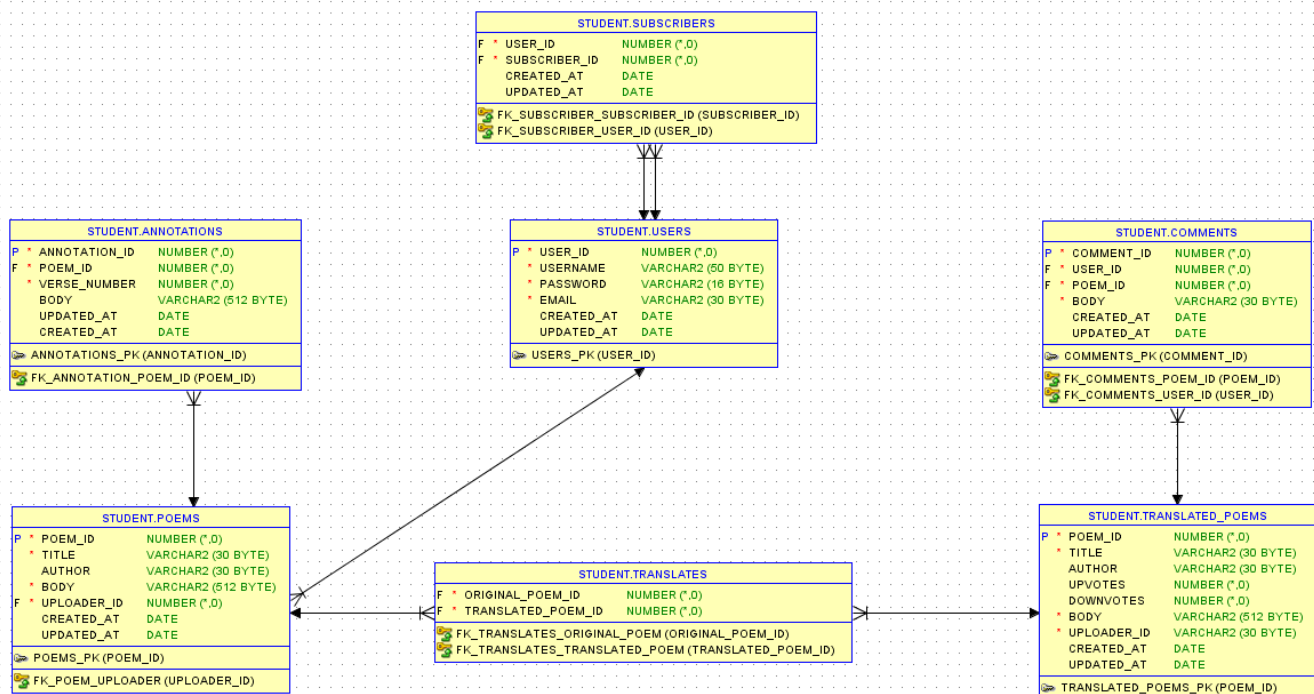 STUDENT.SUBSCRIBERS
F * USER_ID NUMBER (*,0)
F * SUBSCRIBER_ID NUMBER (*,0)
CREATED_AT DATE
UPDATED_AT DATE
FK_SUBSCRIBER_SUBSCRIBER_ID (SUBSCRIBER_ID)
FK_SUBSCRIBER_USER_ID (USER_ID)
STUDENT.ANNOTATIONS
P * ANNOTATION_ID NUMBER (*,0)
F * POEM_ID NUMBER (*,0)
* VERSE_NUMBER NUMBER (*,0)
BODY VARCHAR2 (512 BYTE)
UPDATED_AT DATE
CREATED_AT DATE
ANNOTATIONS_PK (ANNOTATION_ID)
FK_ANNOTATION_POEM_ID (POEM_ID)
STUDENT.USERS
P * USER_ID NUMBER (*,0)
* USERNAME VARCHAR2 (50 BYTE)
* PASSWORD VARCHAR2 (16 BYTE)
* EMAIL VARCHAR2 (30 BYTE)
CREATED_AT DATE
UPDATED_AT DATE
USERS_PK (USER_ID)
STUDENT.COMMENTS
P * COMMENT_ID NUMBER (*,0)
F * USER_ID NUMBER (*,0)
F * POEM_ID NUMBER (*,0)
* BODY VARCHAR2 (30 BYTE)
CREATED_AT DATE
UPDATED_AT DATE
COMMENTS_PK (COMMENT_ID)
FK_COMMENTS_POEM_ID (POEM_ID)
FK_COMMENTS_USER_ID (USER_ID)
STUDENT.POEMS
P * POEM_ID NUMBER (*,0)
* TITLE VARCHAR2 (30 BYTE)
AUTHOR VARCHAR2 (30 BYTE)
* BODY VARCHAR2 (512 BYTE)
F * UPLOADER_ID NUMBER (*,0)
CREATED_AT DATE
UPDATED_AT DATE
POEMS_PK (POEM_ID)
FK_POEM_UPLOADER (UPLOADER_ID)
STUDENT.TRANSLATES
F * ORIGINAL_POEM_ID NUMBER (*,0)
F * TRANSLATED_POEM_ID NUMBER (*,0)
FK_TRANSLATES_ORIGINAL_POEM (ORIGINAL_POEM_ID)
FK_TRANSLATES_TRANSLATED_POEM (TRANSLATED_POEM_ID)
STUDENT.TRANSLATED_POEMS
P * POEM_ID NUMBER (*,0)
* TITLE VARCHAR2 (30 BYTE)
AUTHOR VARCHAR2 (30 BYTE)
UPVOTES NUMBER (*,0)
DOWNVOTES NUMBER (*,0)
* BODY VARCHAR2 (512 BYTE)
* UPLOADER_ID VARCHAR2 (30 BYTE)
CREATED_AT DATE
UPDATED_AT DATE
TRANSLATED_POEMS_PK (POEM_ID)